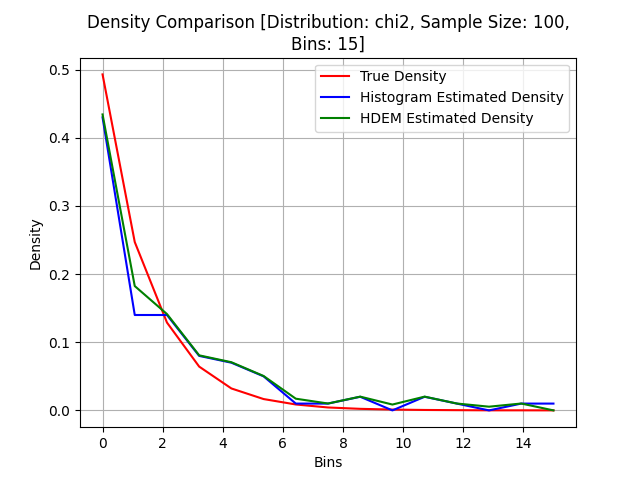 Density Comparison [Distribution: chi2, Sample Size: 100,
Bins: 15]
True Density
Histogram Estimated Density
HDEM Estimated Density
Density
0.5
0.4
0.3
0.2
0.1
0.0
0 2 4 6 8 10 12 14
Bins